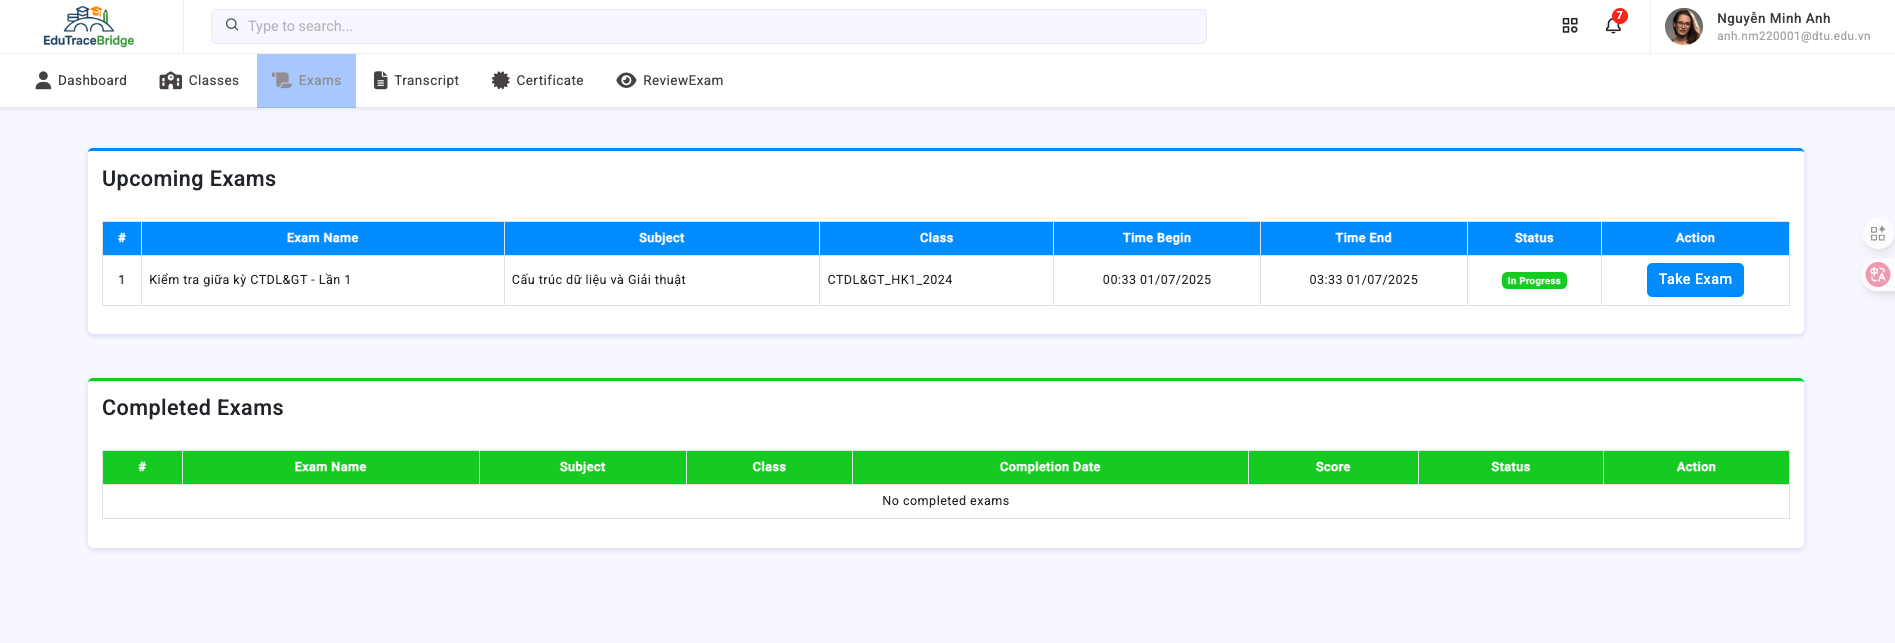 EduTraceBridge
Type to search...
7
Nguyễn Minh Anh
anh.nm220001@dtu.edu.vn
Dashboard
Classes
Exams
Transcript
Certificate
ReviewExam
Upcoming Exams
# Exam Name Subject Class Time Begin Time End Status Action
1 Kiểm tra giữa kỳ CTDL&GT - Lần 1 Cấu trúc dữ liệu và Giải thuật CTDL&GT_HK1_2024 00:33 01/07/2025 03:33 01/07/2025 In Progress Take Exam
Completed Exams
# Exam Name Subject Class Completion Date Score Status Action
No completed exams
中
A